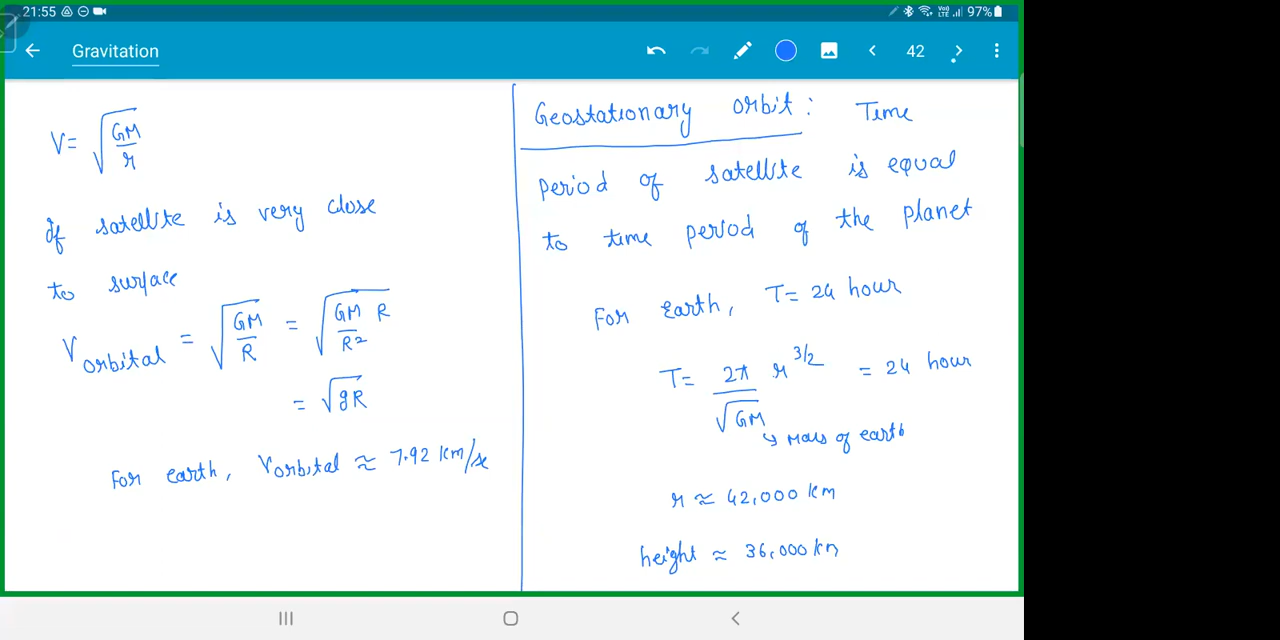 21:55
VoD LTE
97%
Gravitation
42
V = √(GM/r)
If satellite is very close
to surface
V orbital = √(GM/R) = √(GM/R² R)
= √gR
For earth, V orbital ≈ 7.92 km/se
Geostationary orbit: Time
Period of satellite is equal
to time period of the planet
For Earth, T = 24 hour
T = 2π/√GM r^3/2 = 24 hour
↳ Mass of earth
r ≈ 42,000 km
height ≈ 36,000 km